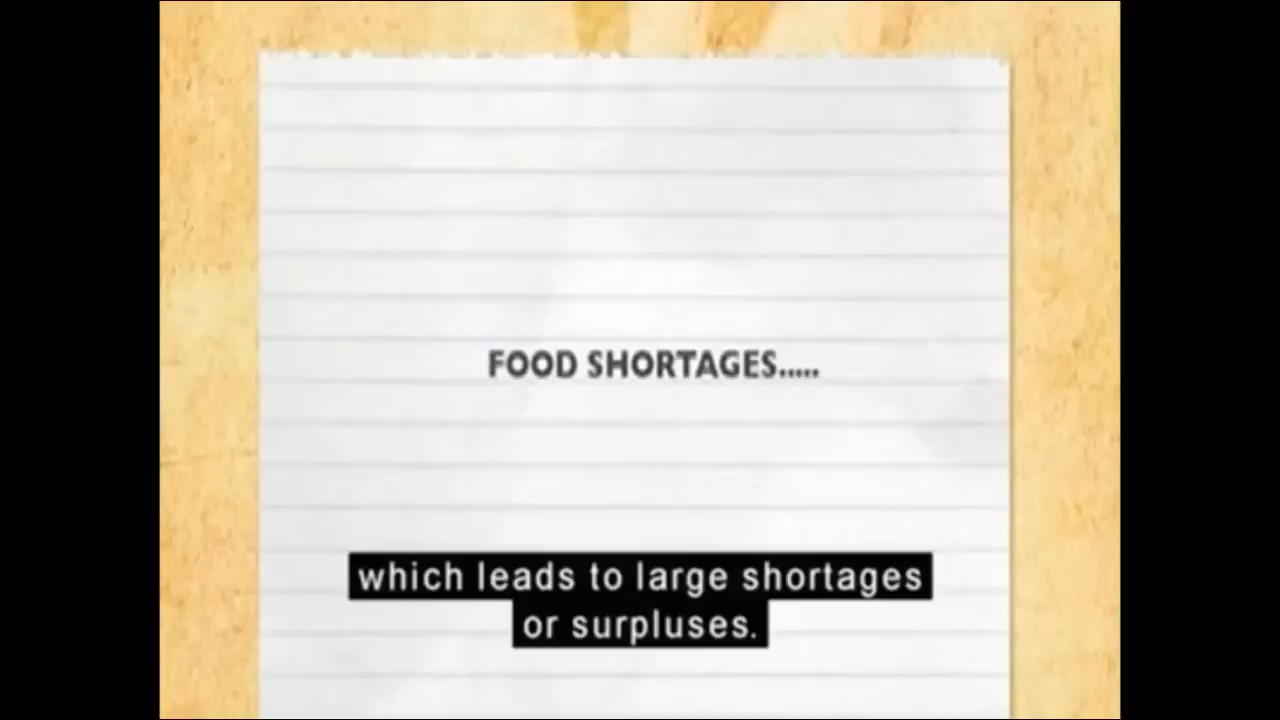 FOOD SHORTAGES.....
which leads to large shortages
or surpluses.